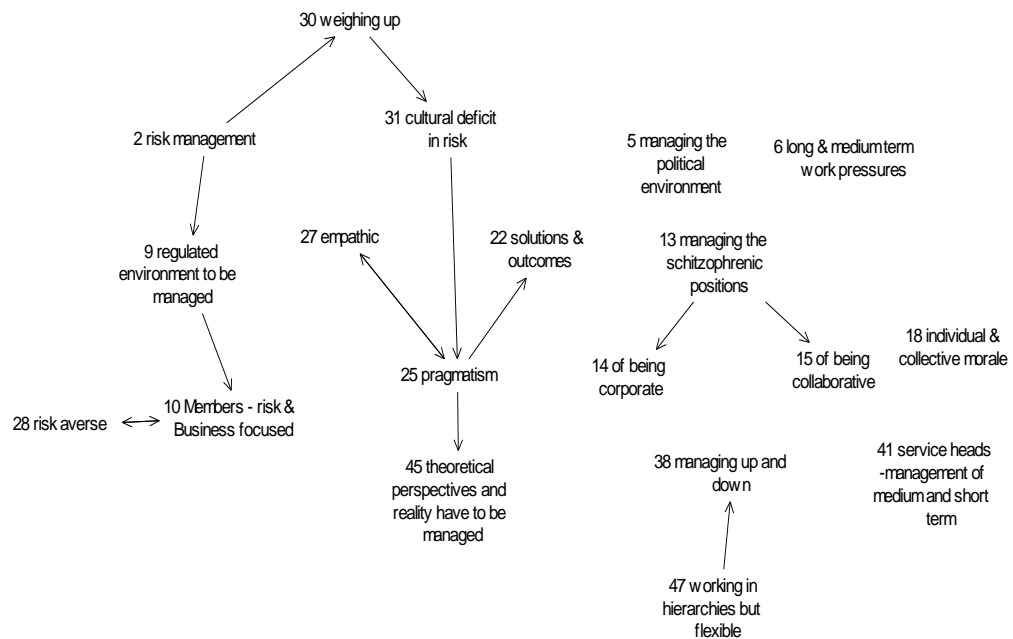 30 weighing up
31 cultural deficit
in risk
2 risk management
5 managing the
political
environment
6 long & medium term
work pressures
27 empathic
22 solutions &
outcomes
13 managing the
schitzophrenic
positions
9 regulated
environment to be
managed
18 individual &
collective morale
14 of being
corporate
15 of being
collaborative
25 pragmatism
28 risk averse
10 Members - risk &
Business focused
45 theoretical
perspectives and
reality have to be
managed
38 managing up and
down
41 service heads
-management of
medium and short
term
47 working in
hierarchies but
flexible